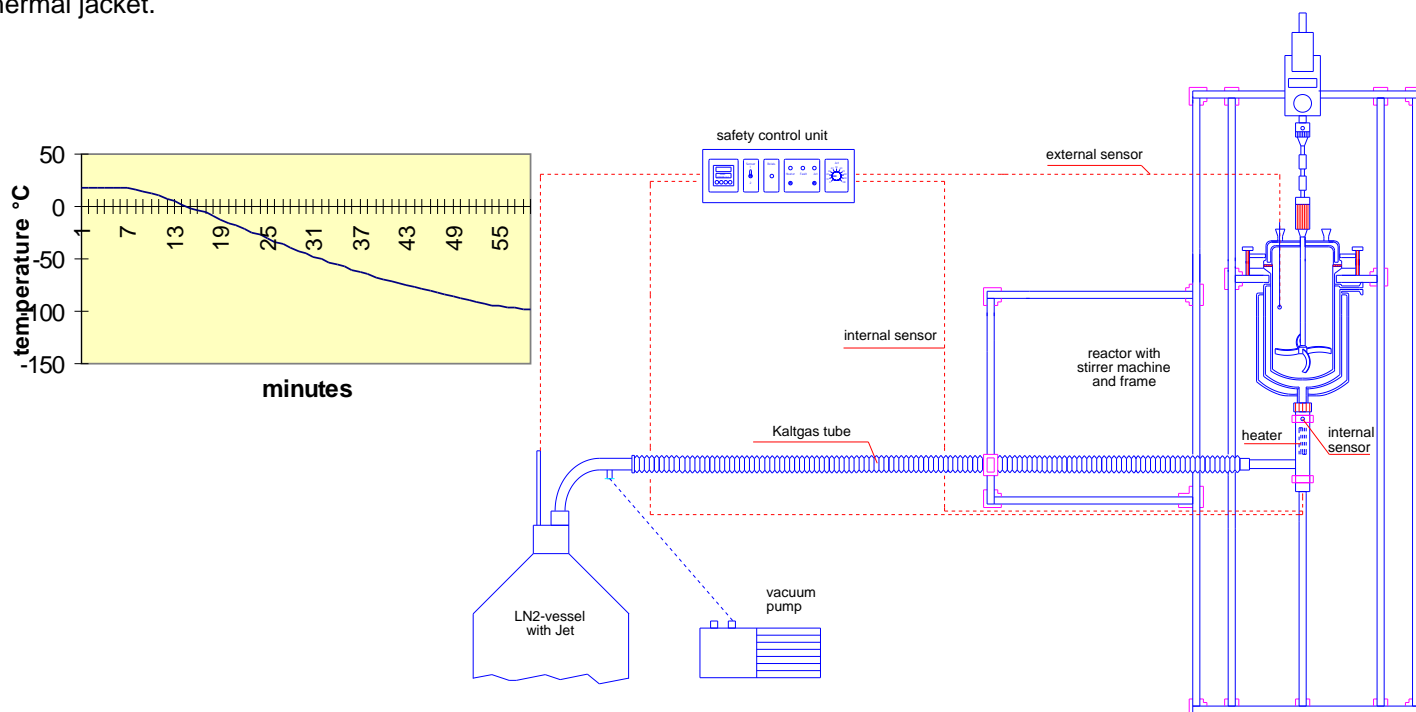 hermal jacket.
50
0
-50
-100
-150
temperature °C
1
7
13
19
25
31
37
43
49
55
minutes
safety control unit
external sensor
internal sensor
reactor with
stirrer machine
and frame
Kaltgas tube
heater
internal
sensor
LN2-vessel
with Jet
vacuum
pump